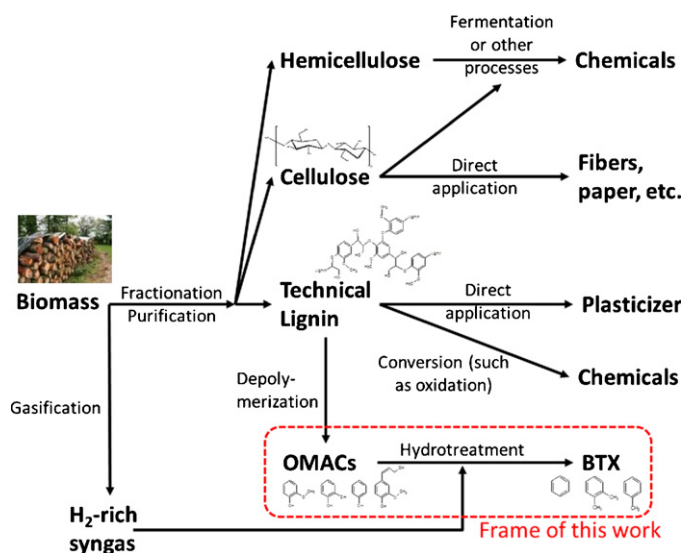 Fermentation
or other
processes
Hemicellulose
Chemicals
Cellulose
Direct
application
Fibers,
paper, etc.
Biomass
Fractionation
Purification
Technical
Lignin
Direct
application
Plasticizer
Conversion (such
as oxidation)
Chemicals
Gasification
Depoly-
merization
OMACs
Hydrotreatment
BTX
H₂-rich
syngas
Frame of this work